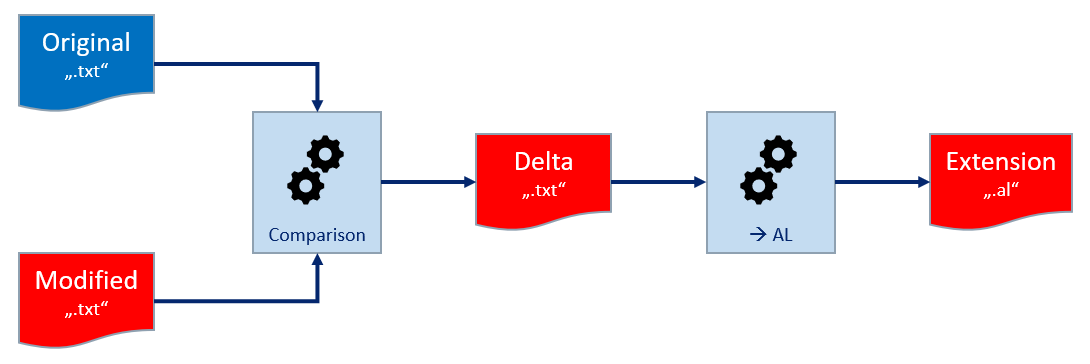 Original
„.txt“
Comparison
Modified
„.txt“
Delta
„.txt“
→ AL
Extension
„.al“